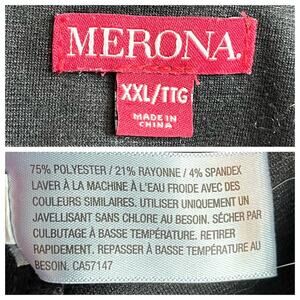 MERONA.
XXL/TTG
MADE IN
CHINA
75% POLYESTER / 21% RAYONNE / 4% SPANDEX
LAVER À LA MACHINE À L'EAU FROIDE AVEC DES
COULEURS SIMILAIRES. UTILISER UNIQUEMENT UN
JAVELLISANT SANS CHLORE AU BESOIN. SÉCHER PAR
CULBUTAGE À BASSE TEMPÉRATURE. RETIRER
RAPIDEMENT. REPASSER À BASSE TEMPÉRATURE AU
BESOIN. CA57147